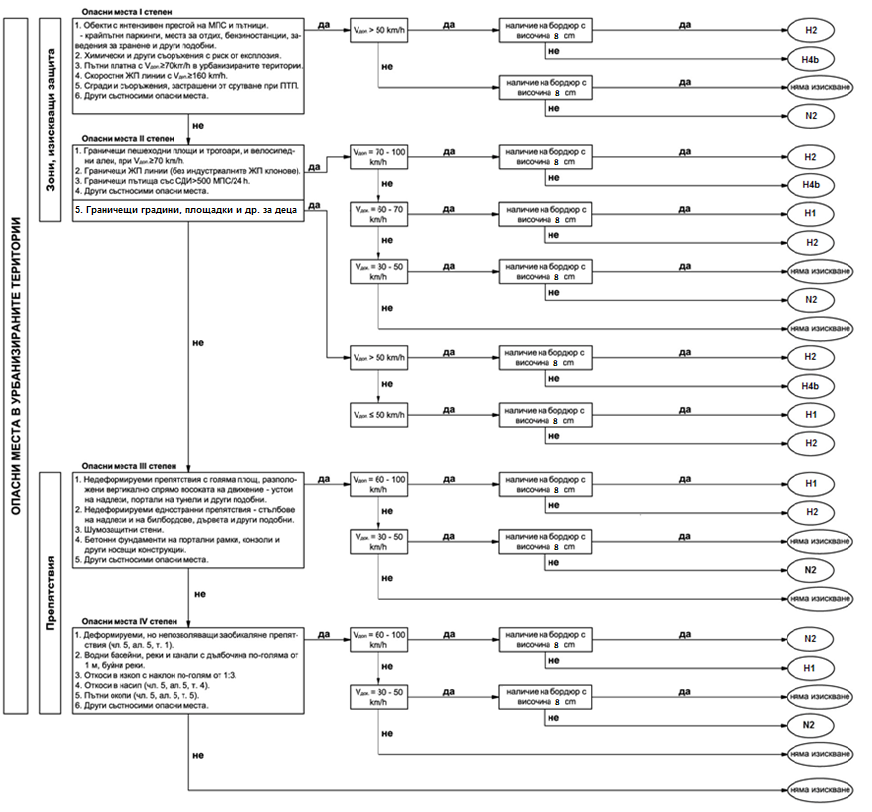 ОПАСНИ МЕСТА В УРБАНИЗИРАНИТЕ ТЕРИТОРИИ
Зони, изискващи защита
Опасни места I степен
1. Обекти с интензивен престой на МПС и пътници.
- крайпътни паркинги, места за отдих, бензиностанции, за-
ведения за хранене и други подобни.
2. Химически и други съоръжения с риск от експлозия.
3. Пътни платна с Vдоп.≥70km/h в урбанизираните територии.
4. Скоростни ЖП линии с Vдоп.≥160 km/h.
5. Сгради и съоръжения, застрашени от срутване при ПТП.
6. Други съотносими опасни места.
да
Vдоп > 50 km/h
да
наличие на бордюр с
височина 8 cm
да
H2
не
H4b
не
наличие на бордюр с
височина 8 cm
да
няма изискване
не
N2
не
Опасни места II степен
1. Граничещи пешеходни площи и тротоари, и велосипед-
ни алеи, при Vдоп.≥70 km/h.
2. Граничещи ЖП линии (без индустриалните ЖП клонове).
3. Граничещи пътища със СДИ>500 МПС/24 h.
4. Други съотносими опасни места.
да
5. Граничещи градини, площадки и др. за деца
да
Vдоп = 70 - 100
km/h
да
наличие на бордюр с
височина 8 cm
да
H2
не
H4b
не
Vдоп = 60 - 70
km/h
да
наличие на бордюр с
височина 8 cm
да
H1
не
H2
не
Vдоп = 30 - 50
km/h
да
наличие на бордюр с
височина 8 cm
да
няма изискване
не
N2
не
няма изискване
Vдоп > 50 km/h
да
наличие на бордюр с
височина 8 cm
да
H2
не
H4b
не
Vдоп ≤ 50 km/h
да
наличие на бордюр с
височина 8 cm
да
H1
не
H2
не
Препятствия
Опасни места III степен
1. Недеформируеми препятствия с голяма площ, разполо-
жени вертикално спрямо посоката на движение - устои
на надлези, портали на тунели и други подобни.
2. Недеформируеми едностранни препятствия - стълбове
на надлези и на билбордове, дървета и други подобни.
3. Шумозащитни стени.
4. Бетонни фундаменти на портални рамки, конзоли и
други носещи конструкции.
5. Други съотносими опасни места.
да
Vдоп = 60 - 100
km/h
да
наличие на бордюр с
височина 8 cm
да
H1
не
H2
не
Vдоп = 30 - 50
km/h
да
наличие на бордюр с
височина 8 cm
да
няма изискване
не
N2
не
няма изискване
не
Опасни места IV степен
1. Деформируеми, но непозволяващи заобикаляне препят-
ствия (чл. 5, ал. 5, т. 1).
2. Водни басейни, реки и канали с дълбочина по-голяма от
1 м, буйни реки.
3. Откоси в изкоп с наклон по-голям от 1:3.
4. Откоси в насип (чл. 5, ал. 5, т. 4).
5. Пътни окопи (чл. 5, ал. 5, т. 5).
6. Други съотносими опасни места.
да
Vдоп = 60 - 100
km/h
да
наличие на бордюр с
височина 8 cm
да
N2
не
H1
не
Vдоп = 30 - 50
km/h
да
наличие на бордюр с
височина 8 cm
да
няма изискване
не
N2
не
няма изискване
не
няма изискване